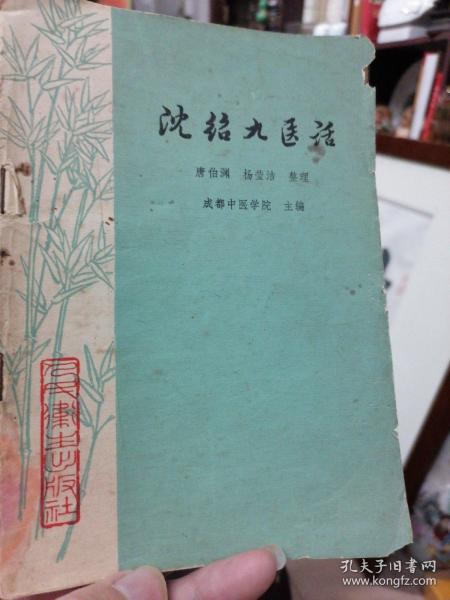 沈绍九医话
唐伯渊 杨莹洁 整理
成都中医学院 主编
人民卫生出版社
孔夫子旧书网
www.kongfz.com